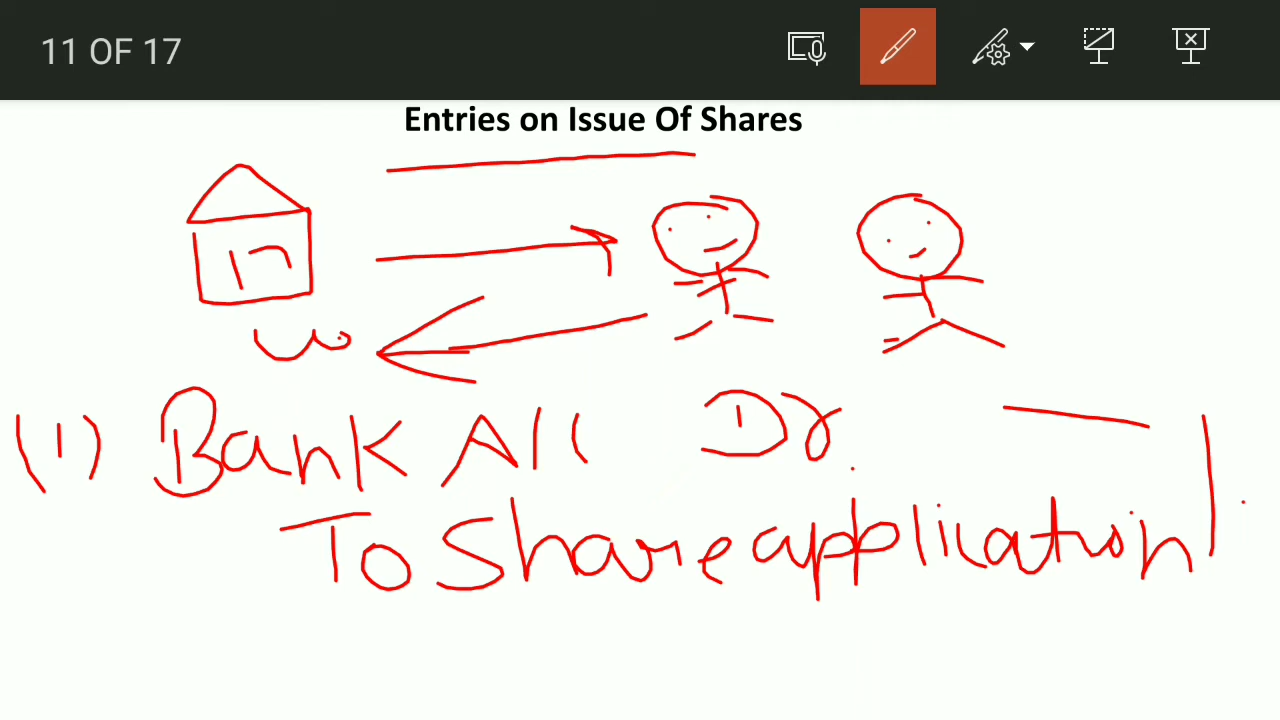 11 OF 17
Entries on Issue Of Shares
(1) Bank A/c Dr.
To Share application